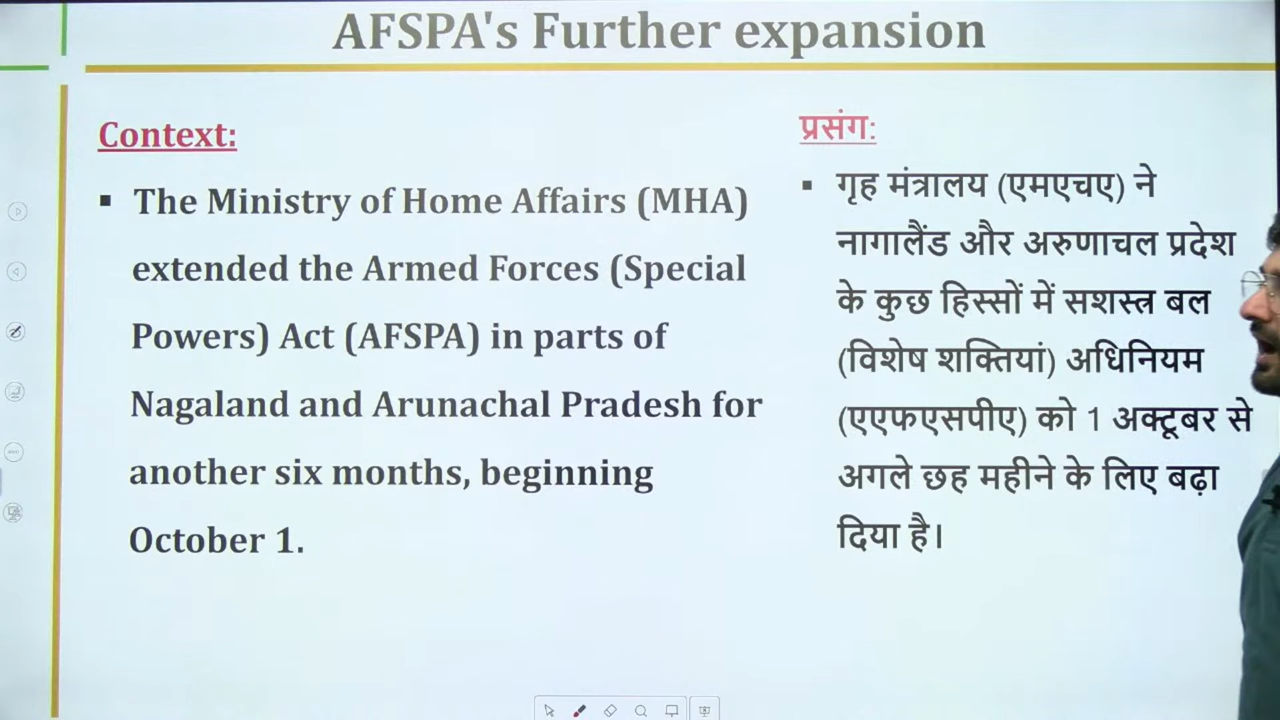 AFSPA's Further expansion
Context:
▪ The Ministry of Home Affairs (MHA)
extended the Armed Forces (Special
Powers) Act (AFSPA) in parts of
Nagaland and Arunachal Pradesh for
another six months, beginning
October 1.
प्रसंग:
▪ गृह मंत्रालय (एमएचए) ने
नागालैंड और अरुणाचल प्रदेश
के कुछ हिस्सों में सशस्त्र बल
(विशेष शक्तियां) अधिनियम
(एएफएसपीए) को 1 अक्टूबर से
अगले छह महीने के लिए बढ़ा
दिया है।